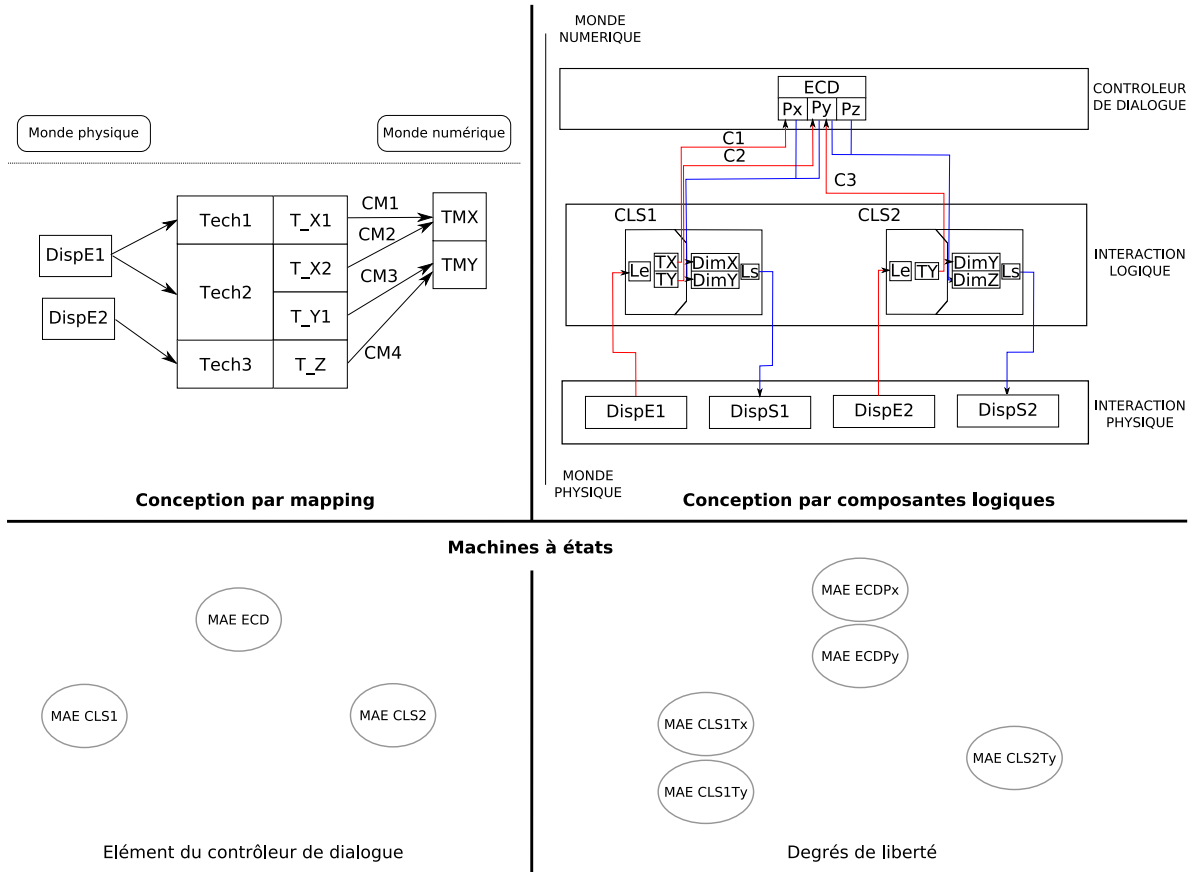 Monde physique
Monde numérique
DispE1
DispE2
Tech1
Tech2
Tech3
T_X1
T_X2
T_Y1
T_Z
CM1
CM2
CM3
CM4
TMX
TMY
Conception par mapping
MONDE
NUMERIQUE
ECD
Px
Py
Pz
CONTROLEUR
DE DIALOGUE
C1
C2
C3
CLS1
CLS2
Le
TX
TY
DimX
DimY
Ls
Le
TY
DimY
DimZ
Ls
INTERACTION
LOGIQUE
DispE1
DispS1
DispE2
DispS2
INTERACTION
PHYSIQUE
MONDE
PHYSIQUE
Conception par composantes logiques
Machines à états
MAE ECD
MAE CLS1
MAE CLS2
Elément du contrôleur de dialogue
MAE ECDPx
MAE ECDPy
MAE CLS1Tx
MAE CLS1Ty
MAE CLS2Ty
Degrés de liberté